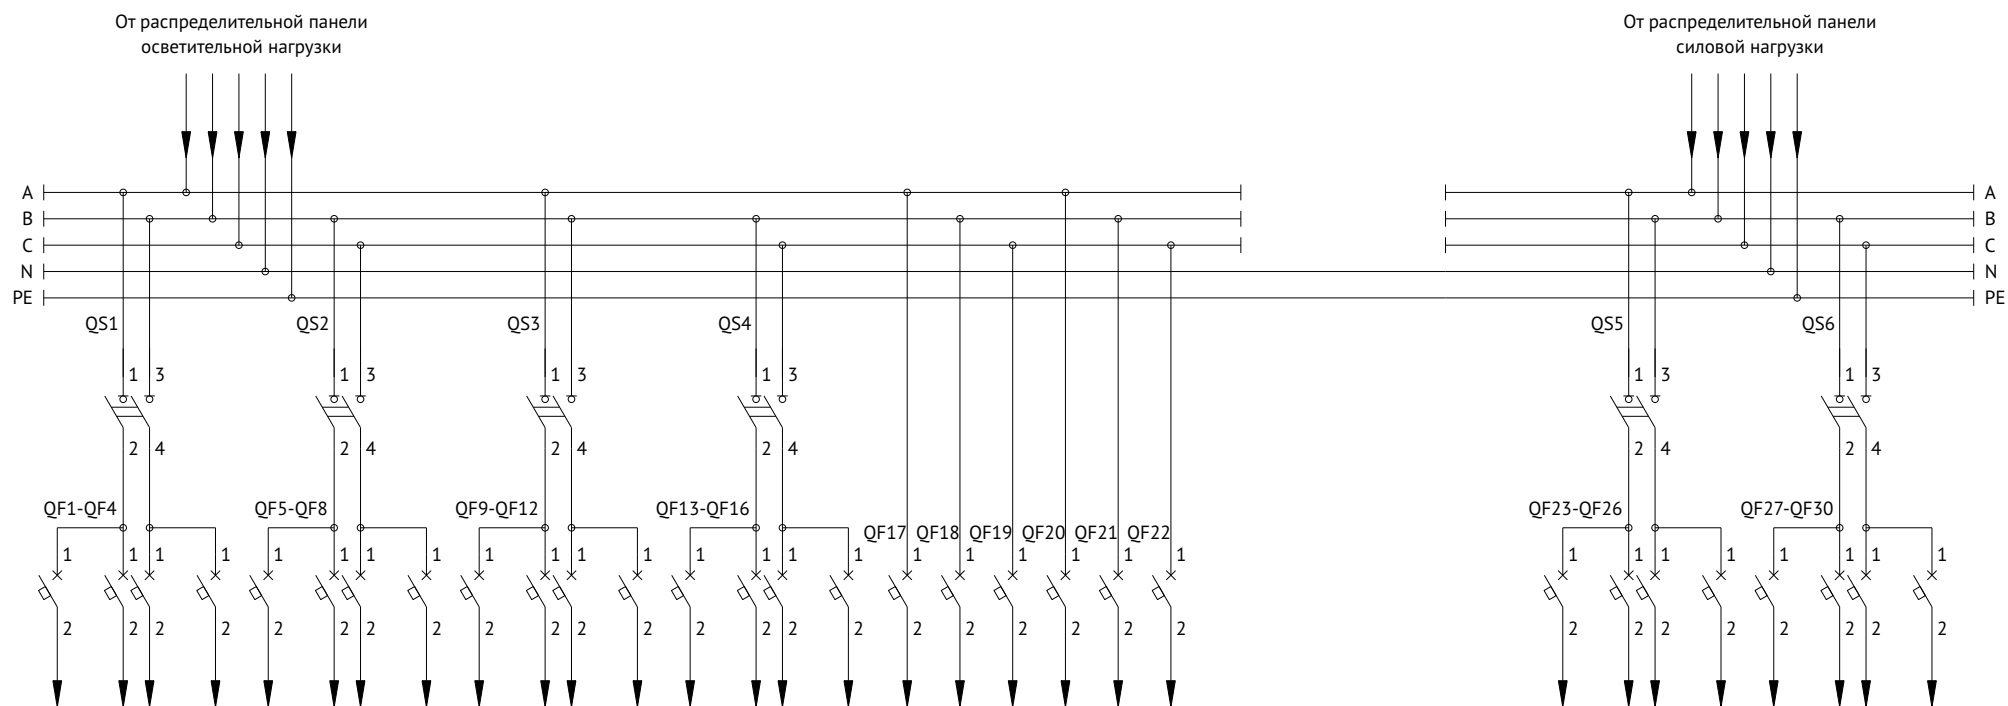 От распределительной панели
осветительной нагрузки
От распределительной панели
силовой нагрузки
A A
B B
C C
N N
PE PE
QS1 QS2 QS3 QS4 QS5 QS6
1 3 1 3 1 3 1 3 1 3 1 3
2 4 2 4 2 4 2 4 2 4 2 4
QF1-QF4 QF5-QF8 QF9-QF12 QF13-QF16 QF23-QF26 QF27-QF30
QF17 QF18 QF19 QF20 QF21 QF22
1 1 1 1 1 1 1 1 1 1 1 1 1 1 1 1 1 1 1 1 1 1 1 1 1 1 1 1 1 1
2 2 2 2 2 2 2 2 2 2 2 2 2 2 2 2 2 2 2 2 2 2 2 2 2 2 2 2 2 2